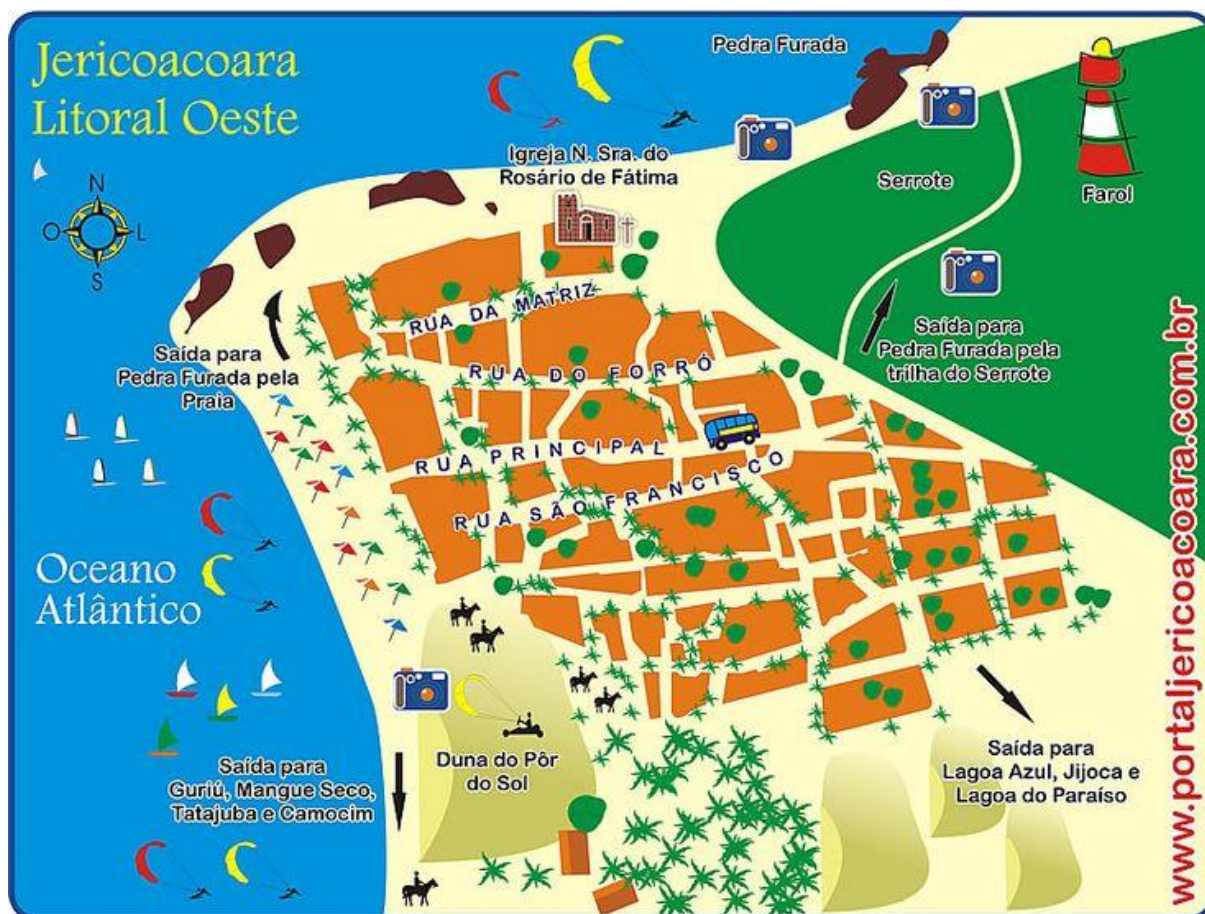 Jericoacoara
Litoral Oeste
Pedra Furada
Igreja N. Sra. do
Rosário de Fátima
Serrote
Farol
N
O
L
S
RUA DA MATRIZ
Saída para
Pedra Furada pela
Praia
RUA DO FORRÓ
Saída para
Pedra Furada pela
trilha do Serrote
RUA PRINCIPAL
RUA SÃO FRANCISCO
Oceano
Atlântico
Saída para
Guriú, Mangue Seco,
Tatajuba e Camocim
Duna do Pôr
do Sol
Saída para
Lagoa Azul, Jijoca e
Lagoa do Paraíso
www.portaljericoacoara.com.br